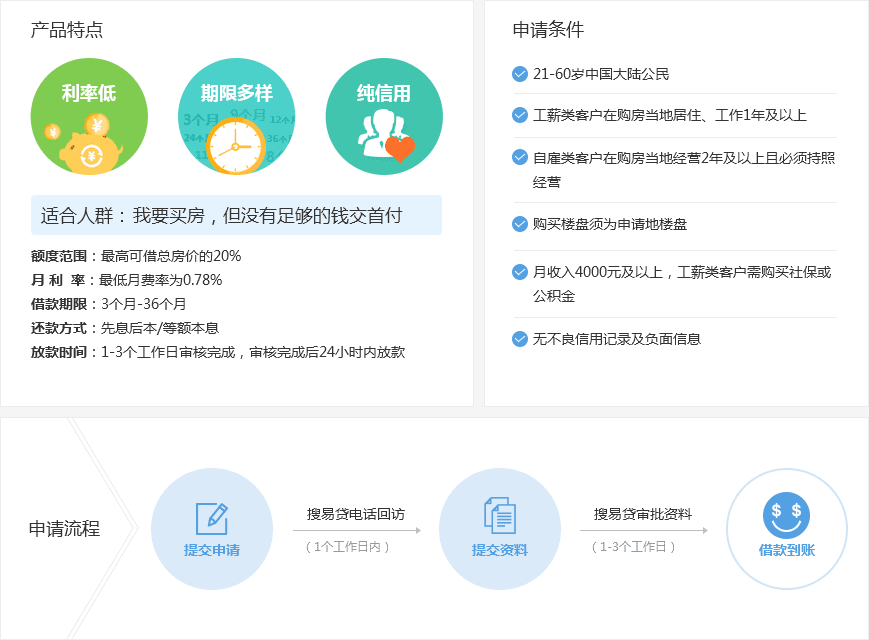 产品特点
利率低
期限多样
纯信用
3个月
9个月
12个月
24个月
36个月
适合人群：我要买房，但没有足够的钱交首付
额度范围：最高可借总房价的20%
月 利 率：最低月费率为0.78%
借款期限：3个月-36个月
还款方式：先息后本/等额本息
放款时间：1-3个工作日审核完成，审核完成后24小时内放款
申请条件
21-60岁中国大陆公民
工薪类客户在购房当地居住、工作1年及以上
自雇类客户在购房当地经营2年及以上且必须持照
经营
购买楼盘须为申请地楼盘
月收入4000元及以上，工薪类客户需购买社保或
公积金
无不良信用记录及负面信息
申请流程
提交申请
搜易贷电话回访
（1个工作日内）
提交资料
搜易贷审批资料
（1-3个工作日）
借款到账